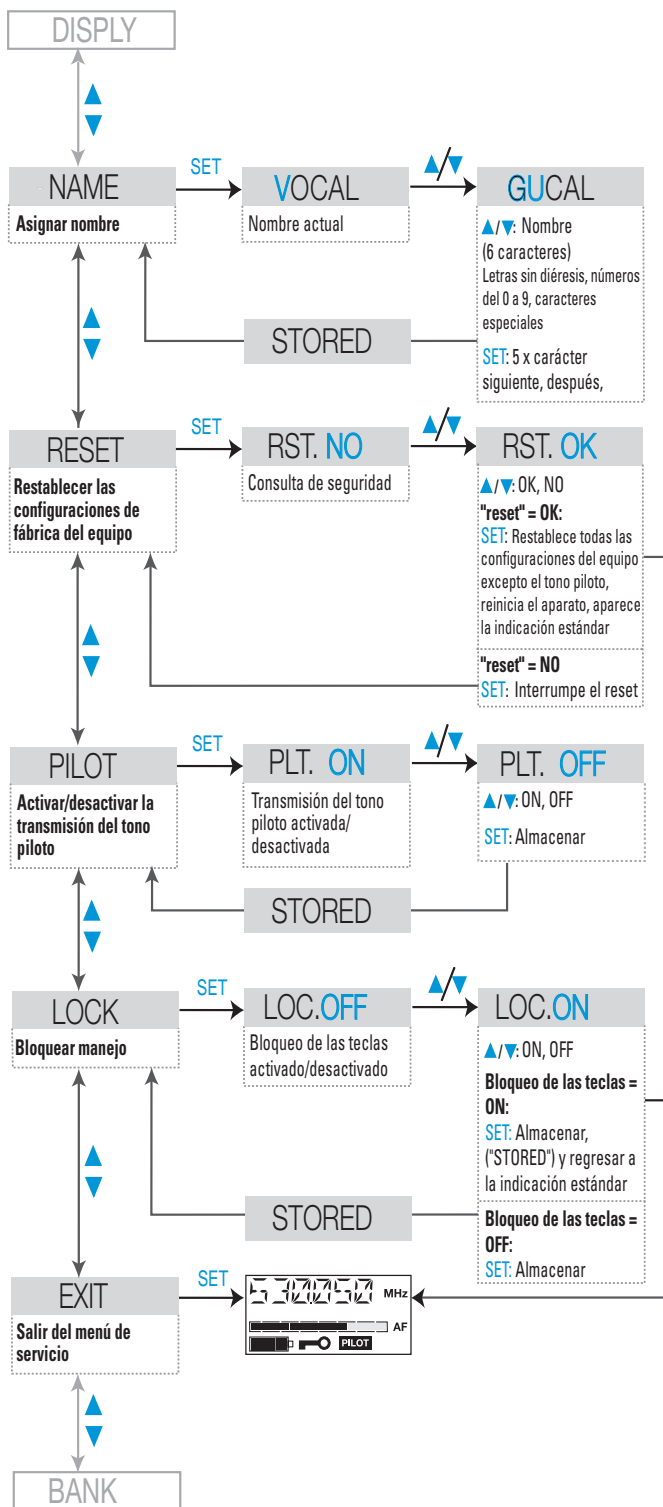 DISPLY
NAME
Asignar nombre
SET
VOCAL
Nombre actual
▲/▼
GUCAL
▲/▼: Nombre
(6 caracteres)
Letras sin diéresis, números
del 0 a 9, caracteres
especiales
SET: 5 x carácter
siguiente, después,
STORED
RESET
Restablecer las
configuraciones de
fábrica del equipo
SET
RST. NO
Consulta de seguridad
▲/▼
RST. OK
▲/▼: OK, NO
"reset" = OK:
SET: Restablece todas las
configuraciones del equipo
excepto el tono piloto,
reinicia el aparato, aparece
la indicación estándar
"reset" = NO
SET: Interrumpe el reset
PILOT
Activar/desactivar la
transmisión del tono
piloto
SET
PLT. ON
Transmisión del tono
piloto activada/
desactivada
▲/▼
PLT. OFF
▲/▼: ON, OFF
SET: Almacenar
STORED
LOCK
Bloquear manejo
SET
LOC.OFF
Bloqueo de las teclas
activado/desactivado
▲/▼
LOC.ON
▲/▼: ON, OFF
Bloqueo de las teclas =
ON:
SET: Almacenar,
("STORED") y regresar a
la indicación estándar
Bloqueo de las teclas =
OFF:
SET: Almacenar
STORED
EXIT
Salir del menú de
servicio
SET
530.050 MHz
AF
PILOT
BANK